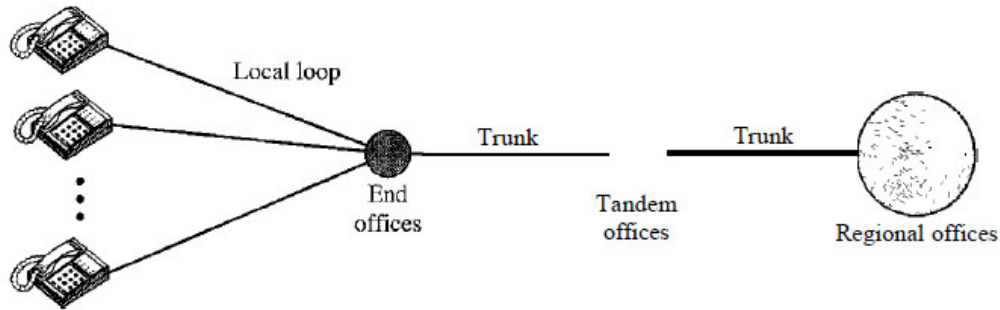 Local loop
Trunk
Trunk
End
offices
Tandem
offices
Regional offices